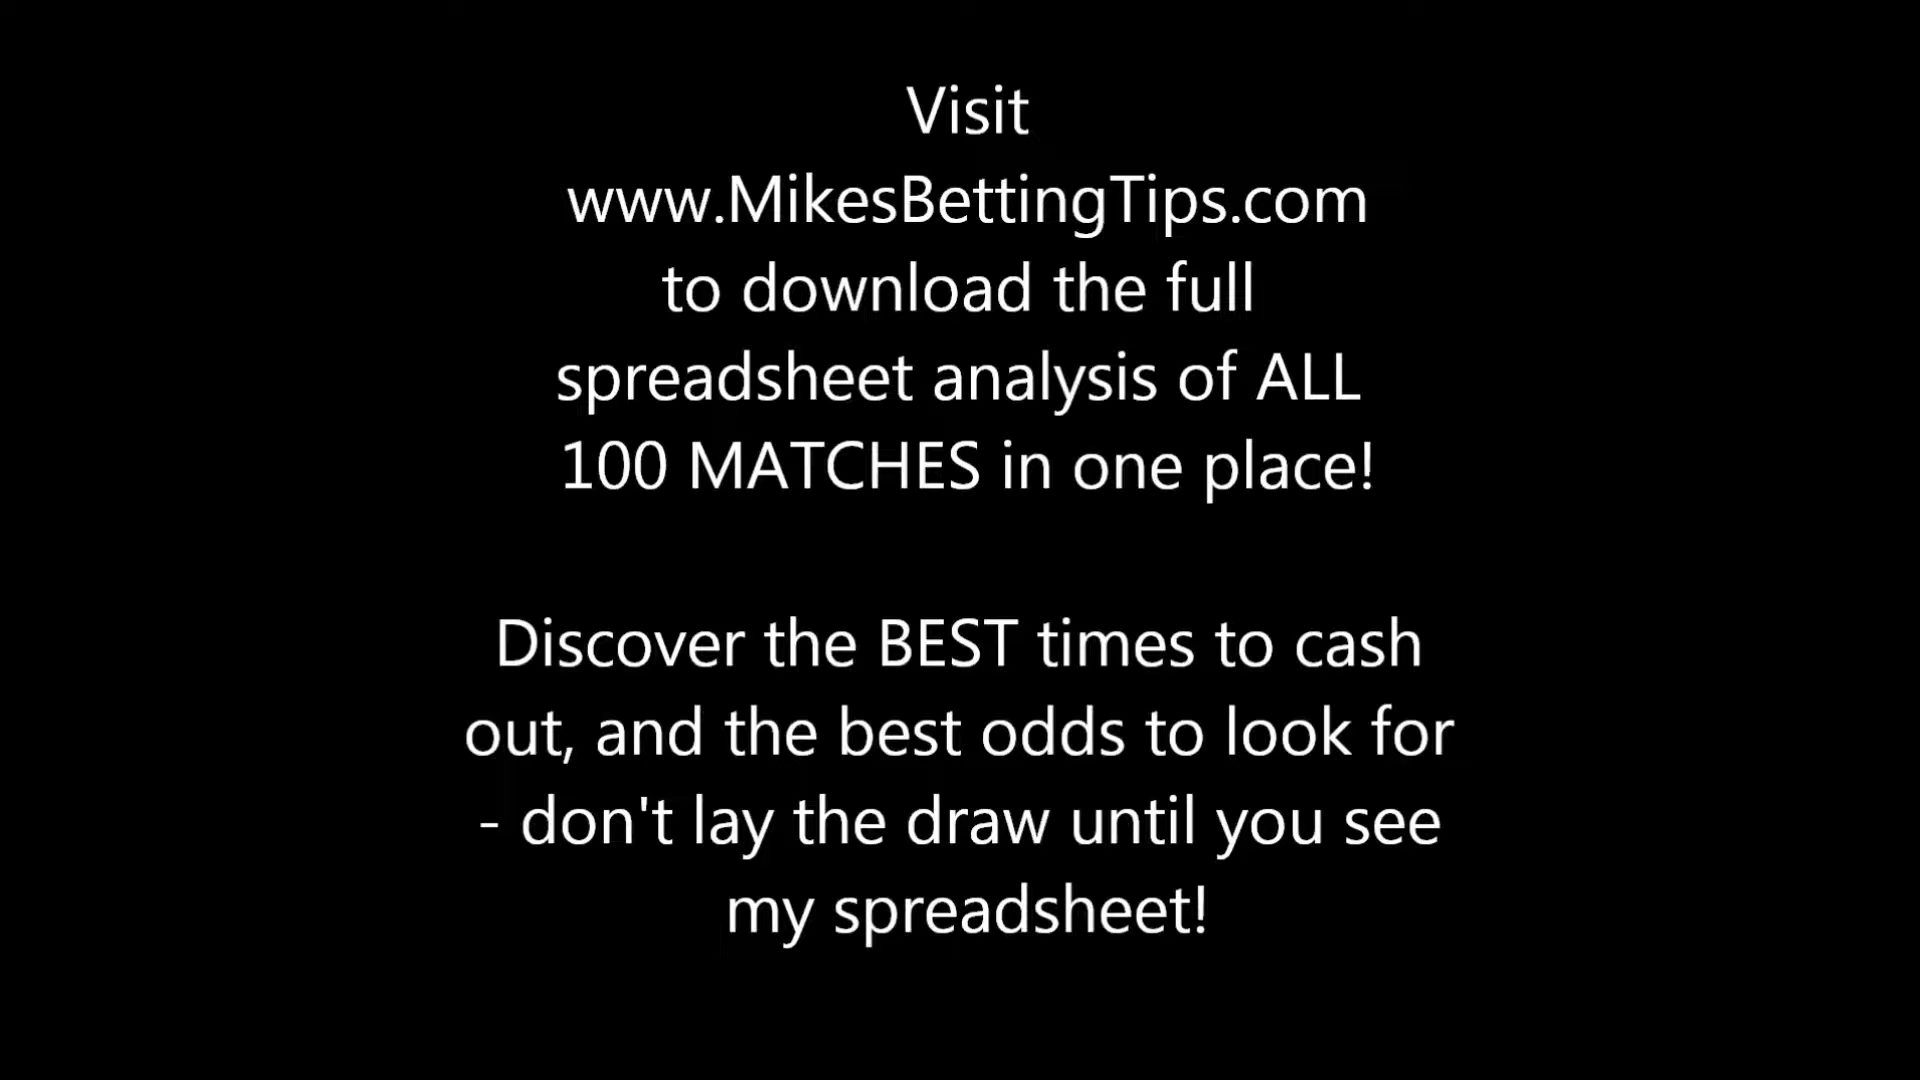 Visit
www.MikesBettingTips.com
to download the full
spreadsheet analysis of ALL
100 MATCHES in one place!
Discover the BEST times to cash
out, and the best odds to look for
- don't lay the draw until you see
my spreadsheet!